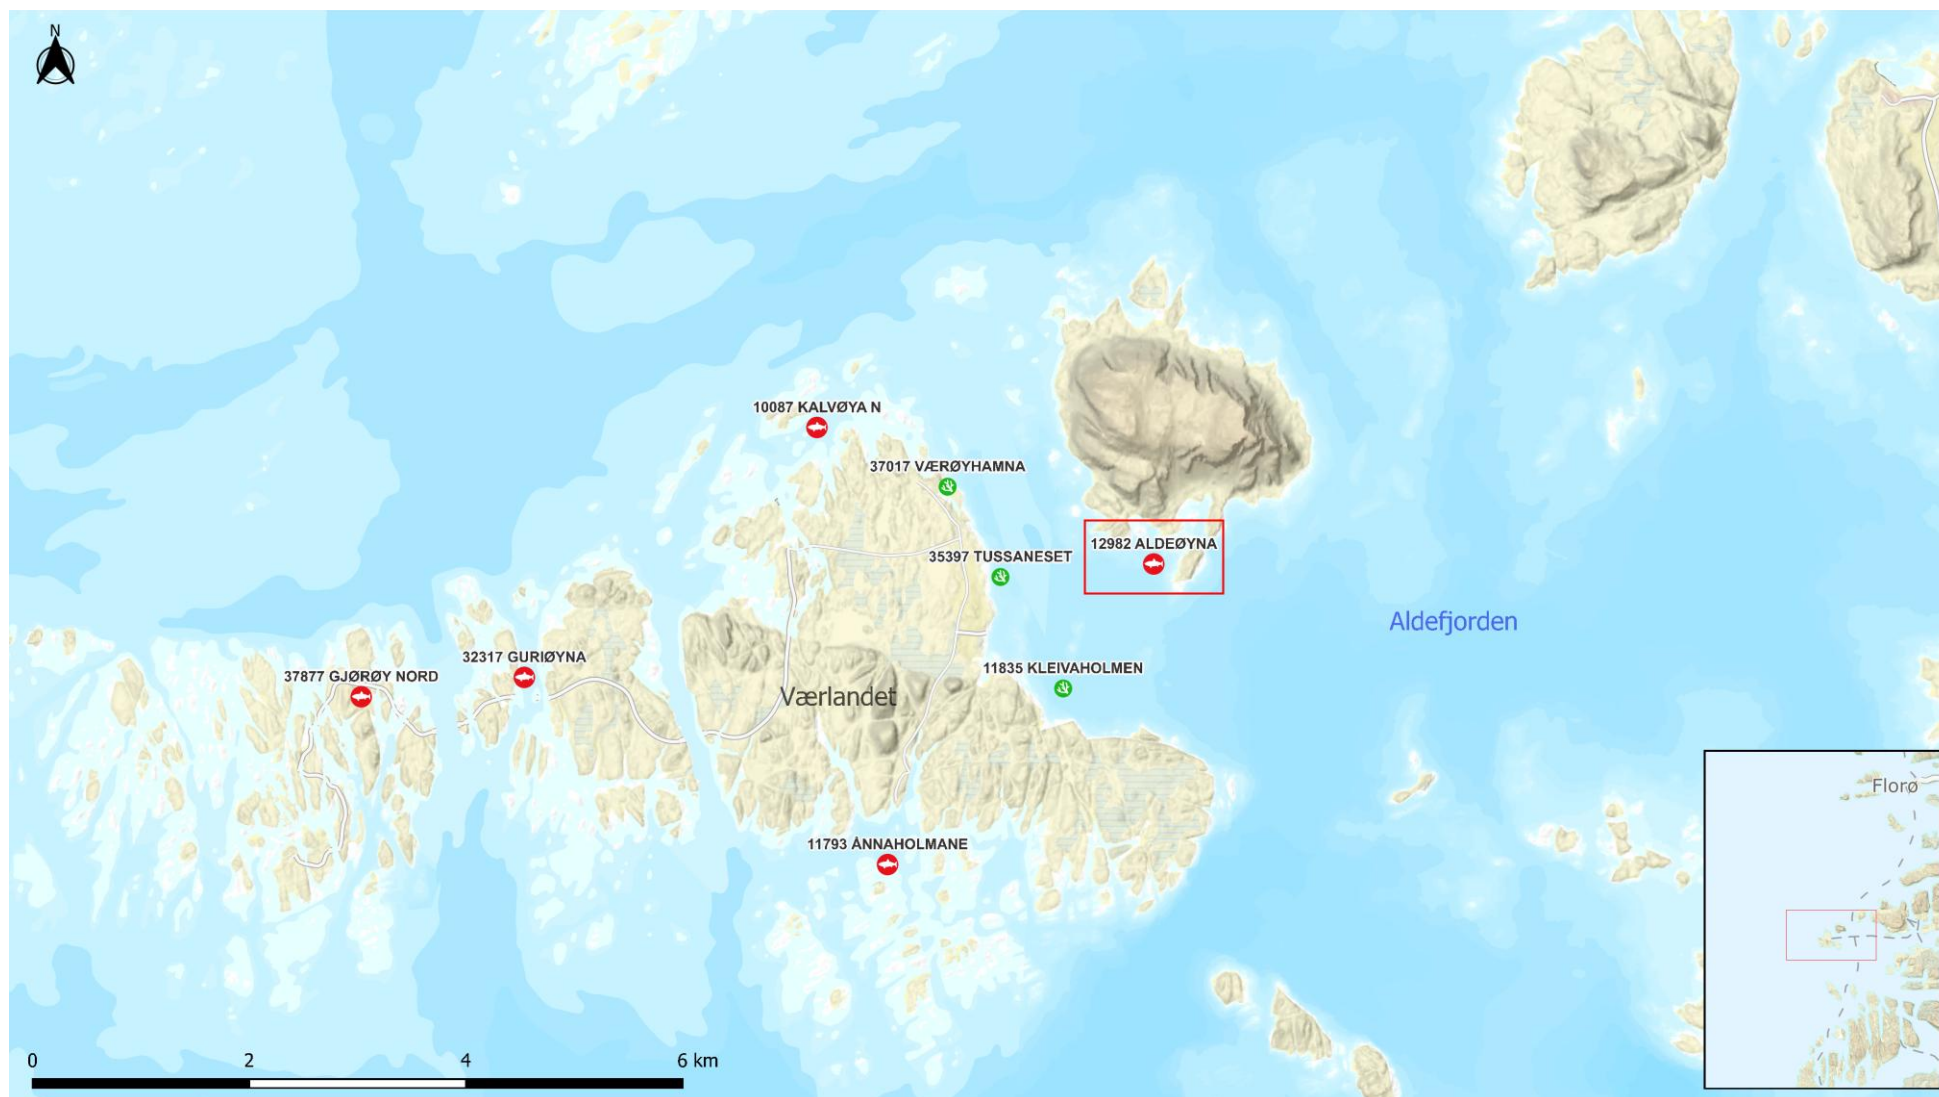 N
10087 KALVØYA N
37017 VÆRØYHAMNA
12982 ALDEØYNA
35397 TUSSANESET
Aldefjorden
32317 GURIØYNA
11835 KLEIVAHOLMEN
37877 GJØRØY NORD
Værlandet
Florø
11793 ÅNNAHOLMANE
0 2 4 6 km